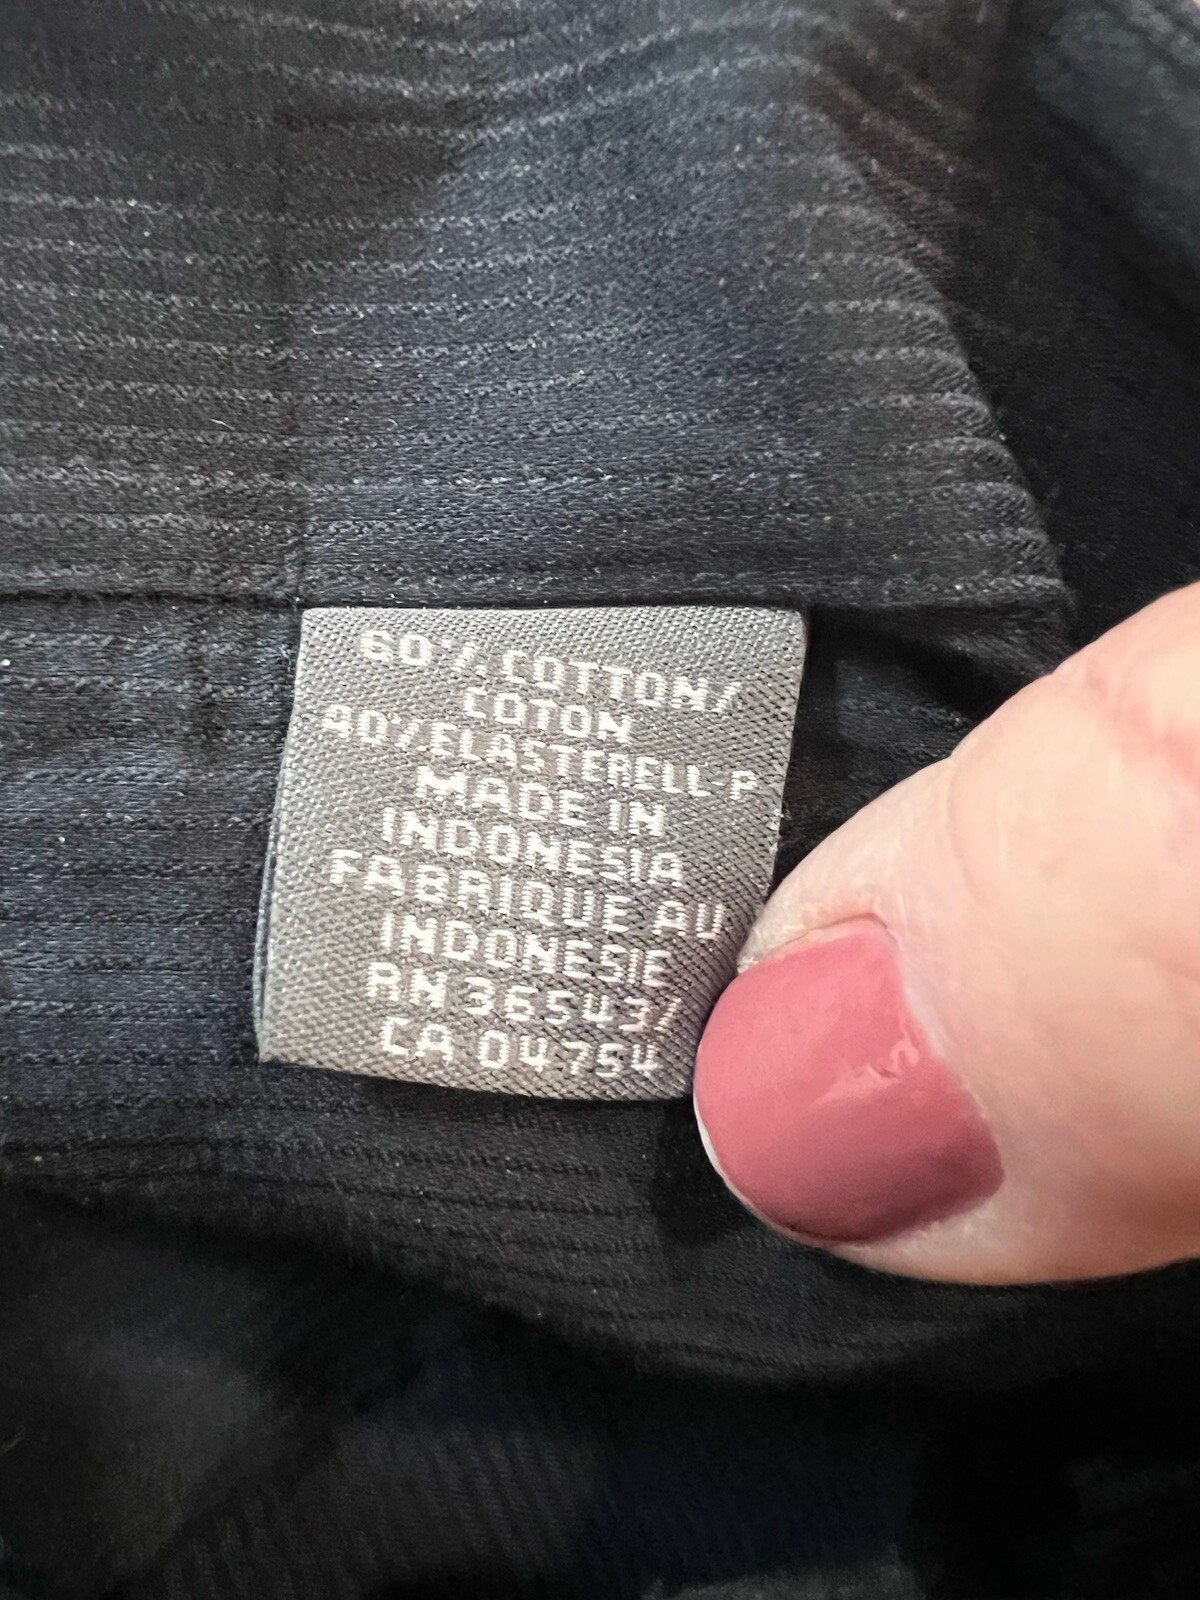 60% COTTON/
COTON
40% ELASTERELL-P
MADE IN
INDONESIA
FABRIQUE AU
INDONESIE
RN 36543/
CA 04754